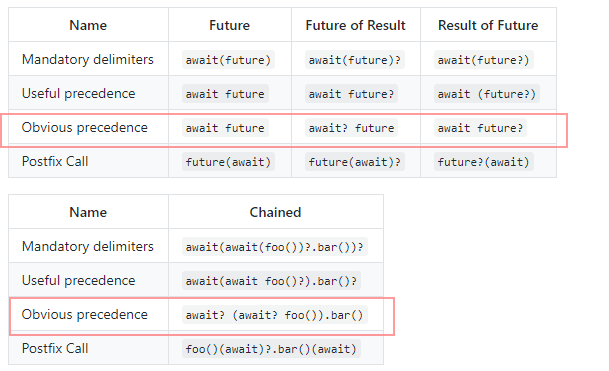 Name Future Future of Result Result of Future
Mandatory delimiters await(future) await(future)? await(future?)
Useful precedence await future await future? await (future?)
Obvious precedence await future await? future await future?
Postfix Call future(await) future(await)? future?(await)
Name Chained
Mandatory delimiters await(await(foo())?.bar())?
Useful precedence await(await foo()?).bar()?
Obvious precedence await? (await? foo()).bar()
Postfix Call foo()(await)?.bar()(await)